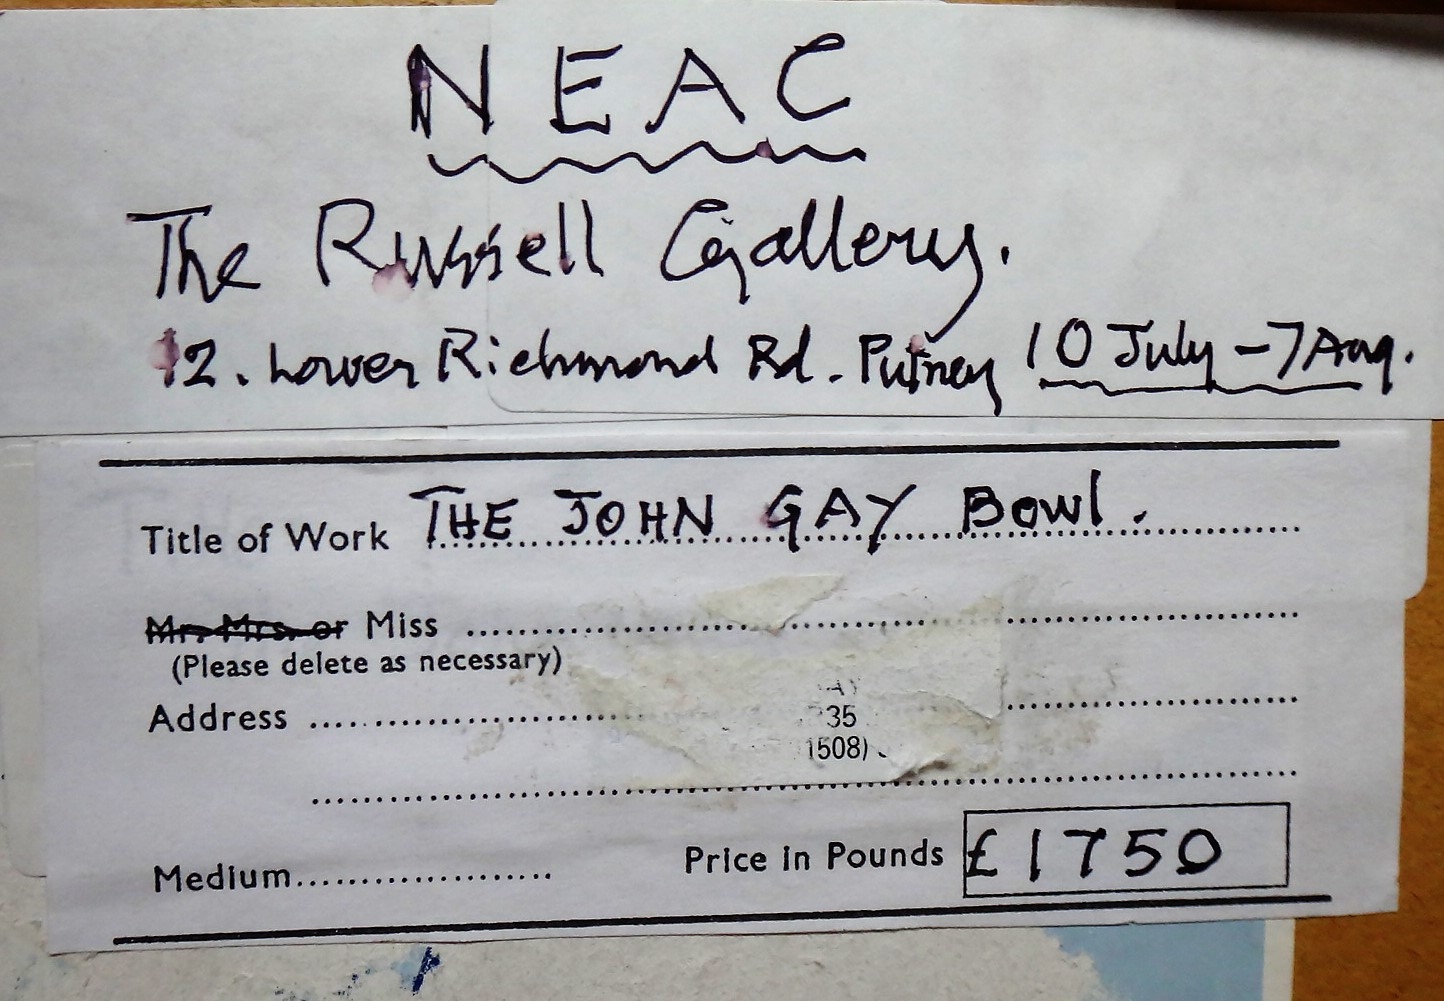 NEAC
The Russell Gallery.
12. Lower Richmond Rd. Putney 10 July - 7 Aug.
Title of Work THE JOHN GAY BOWL.
Mr. Mrs. or Miss
(Please delete as necessary)
Address
35
1508)
Medium
Price in Pounds £1750